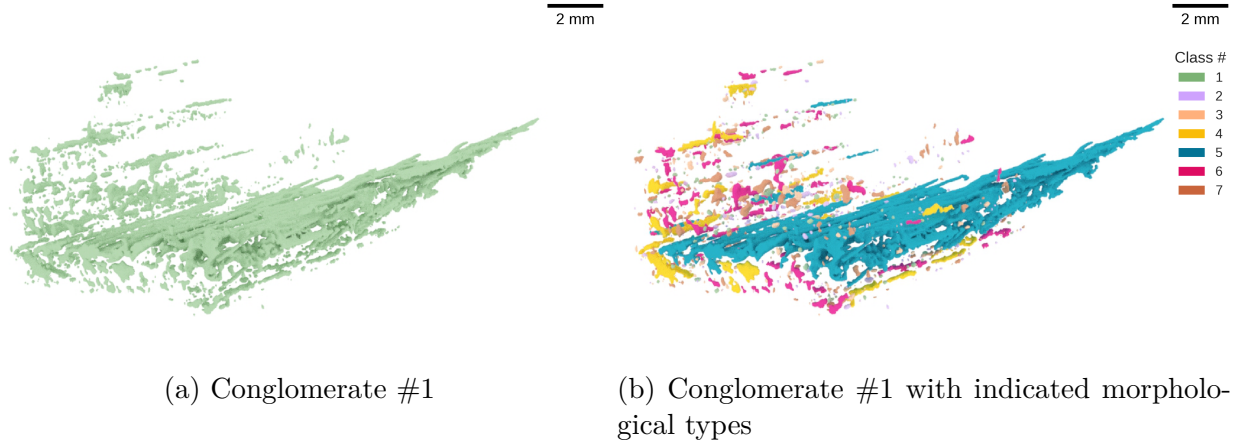 2 mm
2 mm
Class #
1
2
3
4
5
6
7
(a) Conglomerate #1
(b) Conglomerate #1 with indicated morpholo-
gical types